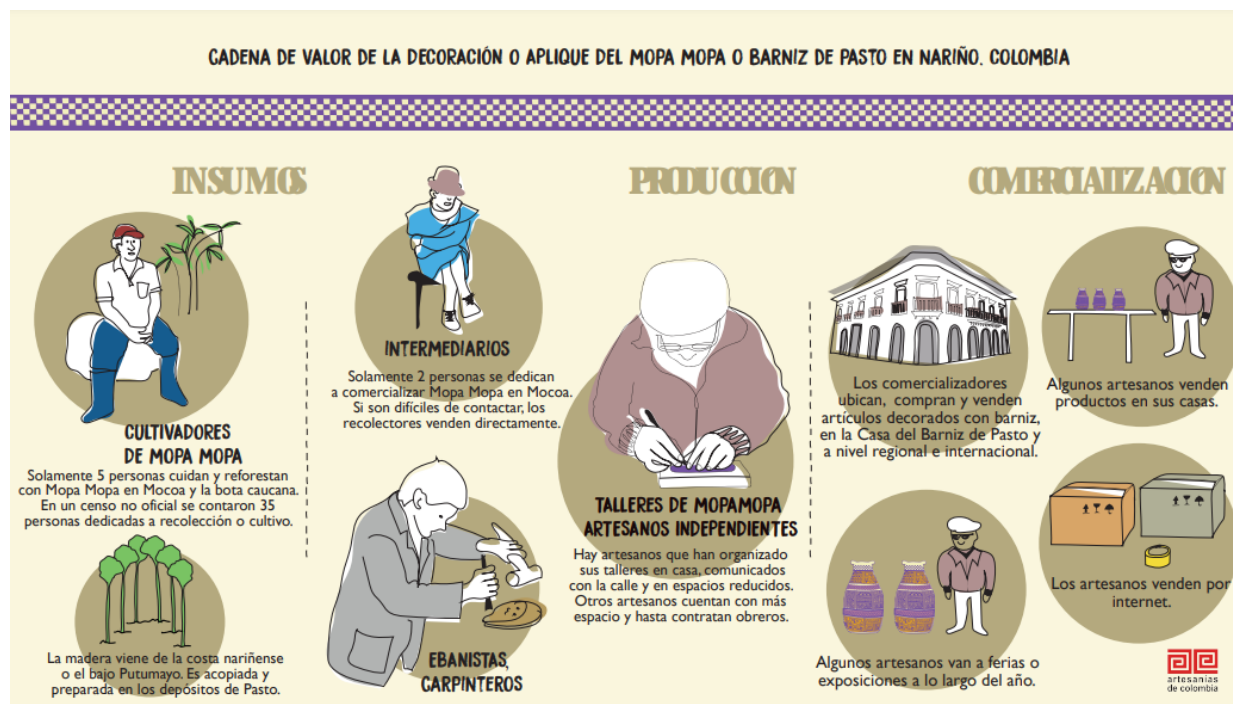 CADENA DE VALOR DE LA DECORACIÓN O APLIQUE DEL MOPA MOPA O BARNIZ DE PASTO EN NARIÑO. COLOMBIA
INSUMOS
CULTIVADORES
DE MOPA MOPA
Solamente 5 personas cuidan y reforestan
con Mopa Mopa en Mocoa y la bota caucana.
En un censo no oficial se contaron 35
personas dedicadas a recolección o cultivo.
La madera viene de la costa nariñense
o el bajo Putumayo. Es acopiada y
preparada en los depósitos de Pasto.
INTERMEDIARIOS
Solamente 2 personas se dedican
a comercializar Mopa Mopa en Mocoa.
Si son difíciles de contactar, los
recolectores venden directamente.
EBANISTAS,
CARPINTEROS
PRODUCCIÓN
TALLERES DE MOPAMOPA
ARTESANOS INDEPENDIENTES
Hay artesanos que han organizado
sus talleres en casa, comunicados
con la calle y en espacios reducidos.
Otros artesanos cuentan con más
espacio y hasta contratan obreros.
COMERCIALIZACIÓN
Los comercializadores
ubican, compran y venden
artículos decorados con barniz,
en la Casa del Barniz de Pasto y
a nivel regional e internacional.
Algunos artesanos venden
productos en sus casas.
Algunos artesanos van a ferias o
exposiciones a lo largo del año.
Los artesanos venden por
internet.
artesanías
de colombia